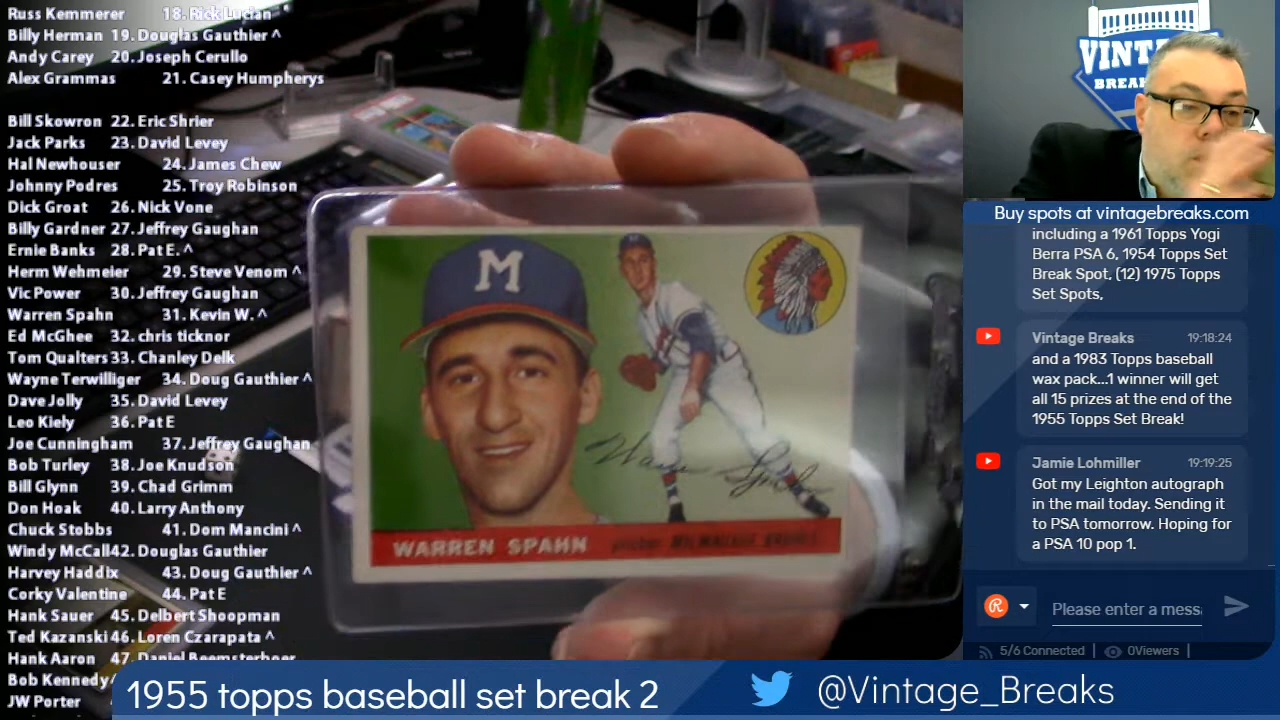 Russ Kemmerer 18. Rick Lucian
Billy Herman 19. Douglas Gauthier ^
Andy Carey 20. Joseph Cerullo
Alex Grammas 21. Casey Humpherys
Bill Skowron 22. Eric Shrier
Jack Parks 23. David Levey
Hal Newhouser 24. James Chew
Johnny Podres 25. Troy Robinson
Dick Groat 26. Nick Vone
Billy Gardner 27. Jeffrey Gaughan
Ernie Banks 28. Pat E. ^
Herm Wehmeier 29. Steve Venom ^
Vic Power 30. Jeffrey Gaughan
Warren Spahn 31. Kevin W. ^
Ed McGhee 32. chris ticknor
Tom Qualters 33. Chanley Delk
Wayne Terwilliger 34. Doug Gauthier ^
Dave Jolly 35. David Levey
Leo Kiely 36. Pat E
Joe Cunningham 37. Jeffrey Gaughan
Bob Turley 38. Joe Knudson
Bill Glynn 39. Chad Grimm
Don Hoak 40. Larry Anthony
Chuck Stobbs 41. Dom Mancini ^
Windy McCall 42. Douglas Gauthier
Harvey Haddix 43. Doug Gauthier ^
Corky Valentine 44. Pat E
Hank Sauer 45. Delbert Shoopman
Ted Kazanski 46. Loren Czarapata ^
Hank Aaron 47. Daniel Beemsterboer
Bob Kennedy
JW Porter
M
Warren Spahn
WARREN SPAHN pitcher MILWAUKEE BRAVES
1955 topps baseball set break 2
@Vintage_Breaks
VINTAGE
BREAKS
Buy spots at vintagebreaks.com
including a 1961 Topps Yogi
Berra PSA 6, 1954 Topps Set
Break Spot, (12) 1975 Topps
Set Spots,
Vintage Breaks 19:18:24
and a 1983 Topps baseball
wax pack...1 winner will get
all 15 prizes at the end of the
1955 Topps Set Break!
Jamie Lohmiller 19:19:25
Got my Leighton autograph
in the mail today. Sending it
to PSA tomorrow. Hoping for
a PSA 10 pop 1.
Please enter a messa
5/6 Connected | 0Viewers |